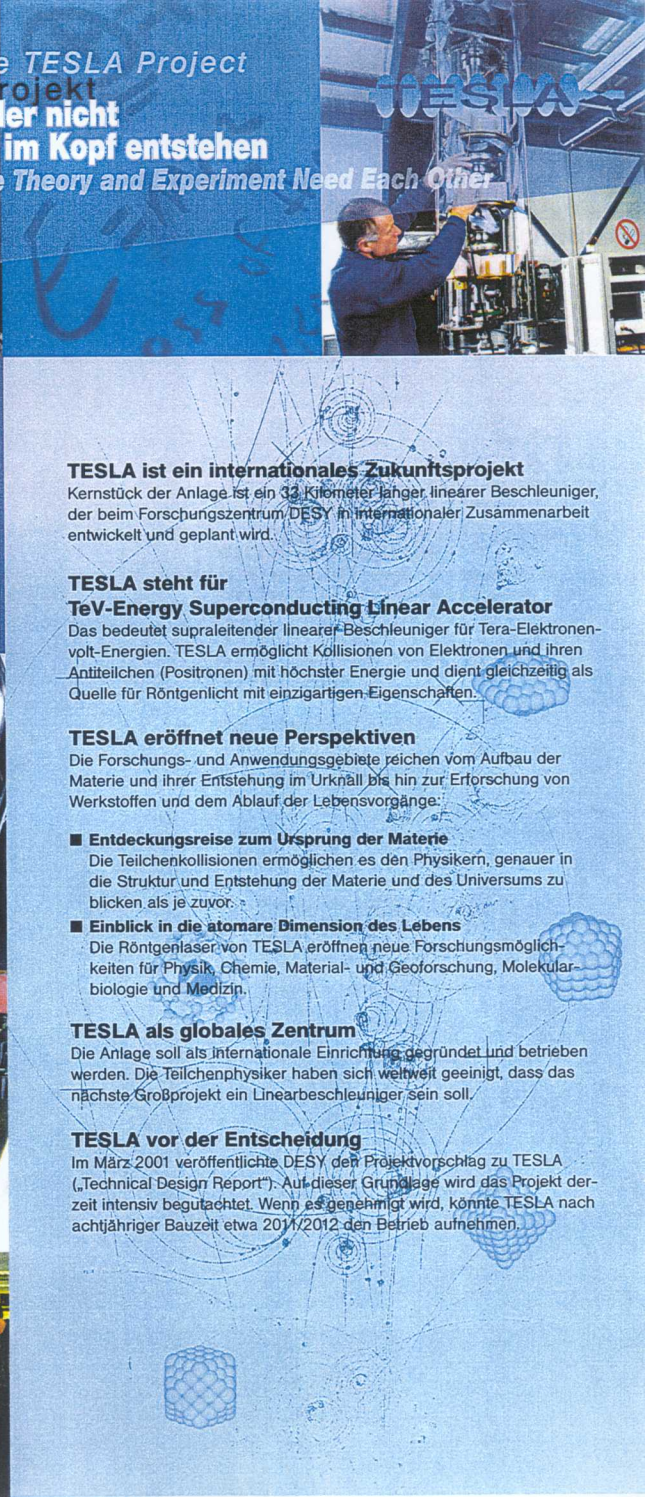 e TESLA Project
rojekt
der nicht
im Kopf entstehen
e Theory and Experiment Need Each Other
TESLA
TESLA ist ein internationales Zukunftsprojekt
Kernstück der Anlage ist ein 33 Kilometer langer linearer Beschleuniger,
der beim Forschungszentrum DESY in internationaler Zusammenarbeit
entwickelt und geplant wird.
TESLA steht für
TeV-Energy Superconducting Linear Accelerator
Das bedeutet supraleitender linearer Beschleuniger für Tera-Elektronen-
volt-Energien. TESLA ermöglicht Kollisionen von Elektronen und ihren
Antiteilchen (Positronen) mit höchster Energie und dient gleichzeitig als
Quelle für Röntgenlicht mit einzigartigen Eigenschaften.
TESLA eröffnet neue Perspektiven
Die Forschungs- und Anwendungsgebiete reichen vom Aufbau der
Materie und ihrer Entstehung im Urknall bis hin zur Erforschung von
Werkstoffen und dem Ablauf der Lebensvorgänge:
■ Entdeckungsreise zum Ursprung der Materie
Die Teilchenkollisionen ermöglichen es den Physikern, genauer in
die Struktur und Entstehung der Materie und des Universums zu
blicken als je zuvor.
■ Einblick in die atomare Dimension des Lebens
Die Röntgenlaser von TESLA eröffnen neue Forschungsmöglich-
keiten für Physik, Chemie, Material- und Geoforschung, Molekular-
biologie und Medizin.
TESLA als globales Zentrum
Die Anlage soll als internationale Einrichtung gegründet und betrieben
werden. Die Teilchenphysiker haben sich weltweit geeinigt, dass das
nächste Großprojekt ein Linearbeschleuniger sein soll.
TESLA vor der Entscheidung
Im März 2001 veröffentlichte DESY den Projektvorschlag zu TESLA
(„Technical Design Report"). Auf dieser Grundlage wird das Projekt der-
zeit intensiv begutachtet. Wenn es genehmigt wird, könnte TESLA nach
achtjähriger Bauzeit etwa 2011/2012 den Betrieb aufnehmen.